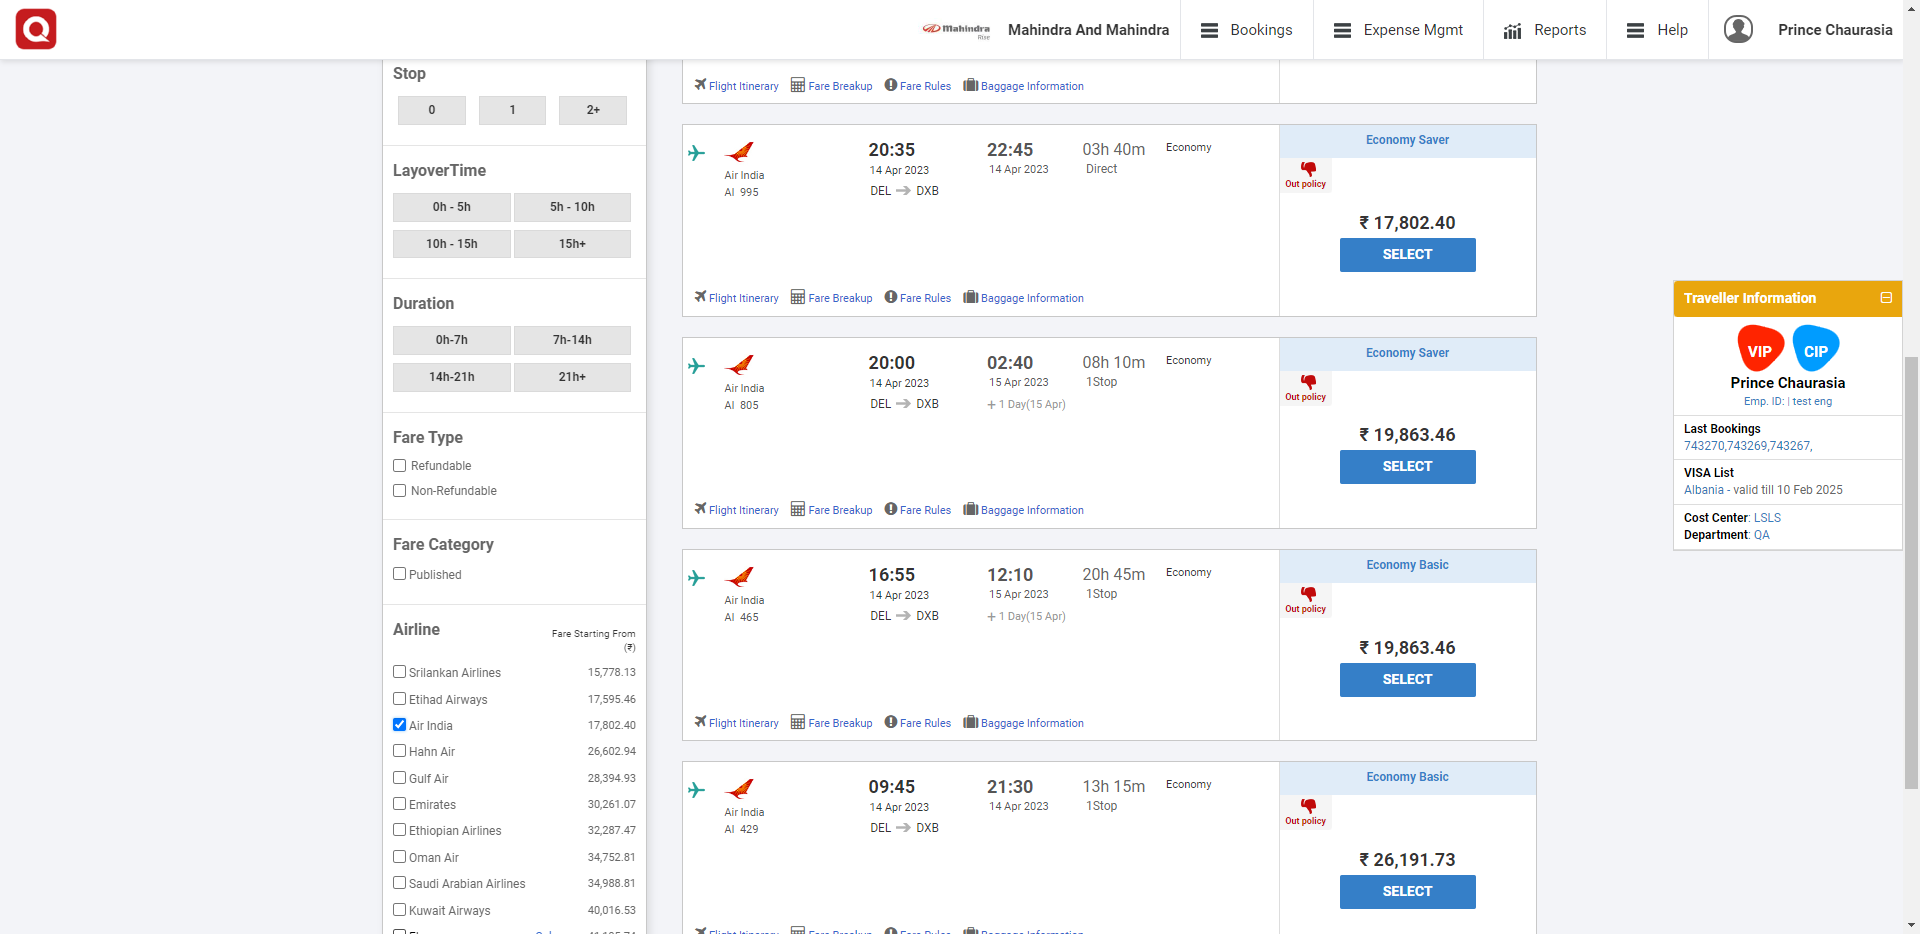 Q
Mahindra
Rise
Mahindra And Mahindra
Bookings
Expense Mgmt
Reports
Help
Prince Chaurasia
Stop
0 1 2+
LayoverTime
0h - 5h 5h - 10h
10h - 15h 15h+
Duration
0h-7h 7h-14h
14h-21h 21h+
Fare Type
Refundable
Non-Refundable
Fare Category
Published
Airline Fare Starting From
(₹)
Srilankan Airlines 15,778.13
Etihad Airways 17,595.46
Air India 17,802.40
Hahn Air 26,602.94
Gulf Air 28,394.93
Emirates 30,261.07
Ethiopian Airlines 32,287.47
Oman Air 34,752.81
Saudi Arabian Airlines 34,988.81
Kuwait Airways 40,016.53
Flight Itinerary Fare Breakup Fare Rules Baggage Information
Economy Saver
20:35 22:45 03h 40m Economy
Air India 14 Apr 2023 14 Apr 2023 Direct
AI 995 DEL DXB
Out policy
₹ 17,802.40
SELECT
Flight Itinerary Fare Breakup Fare Rules Baggage Information
Economy Saver
20:00 02:40 08h 10m Economy
Air India 14 Apr 2023 15 Apr 2023 1Stop
AI 805 DEL DXB + 1 Day(15 Apr)
Out policy
₹ 19,863.46
SELECT
Flight Itinerary Fare Breakup Fare Rules Baggage Information
Economy Basic
16:55 12:10 20h 45m Economy
Air India 14 Apr 2023 15 Apr 2023 1Stop
AI 465 DEL DXB + 1 Day(15 Apr)
Out policy
₹ 19,863.46
SELECT
Flight Itinerary Fare Breakup Fare Rules Baggage Information
Economy Basic
09:45 21:30 13h 15m Economy
Air India 14 Apr 2023 14 Apr 2023 1Stop
AI 429 DEL DXB
Out policy
₹ 26,191.73
SELECT
Flight Itinerary Fare Breakup Fare Rules Baggage Information
Traveller Information
VIP CIP
Prince Chaurasia
Emp. ID: | test eng
Last Bookings
743270,743269,743267,
VISA List
Albania - valid till 10 Feb 2025
Cost Center: LSLS
Department: QA